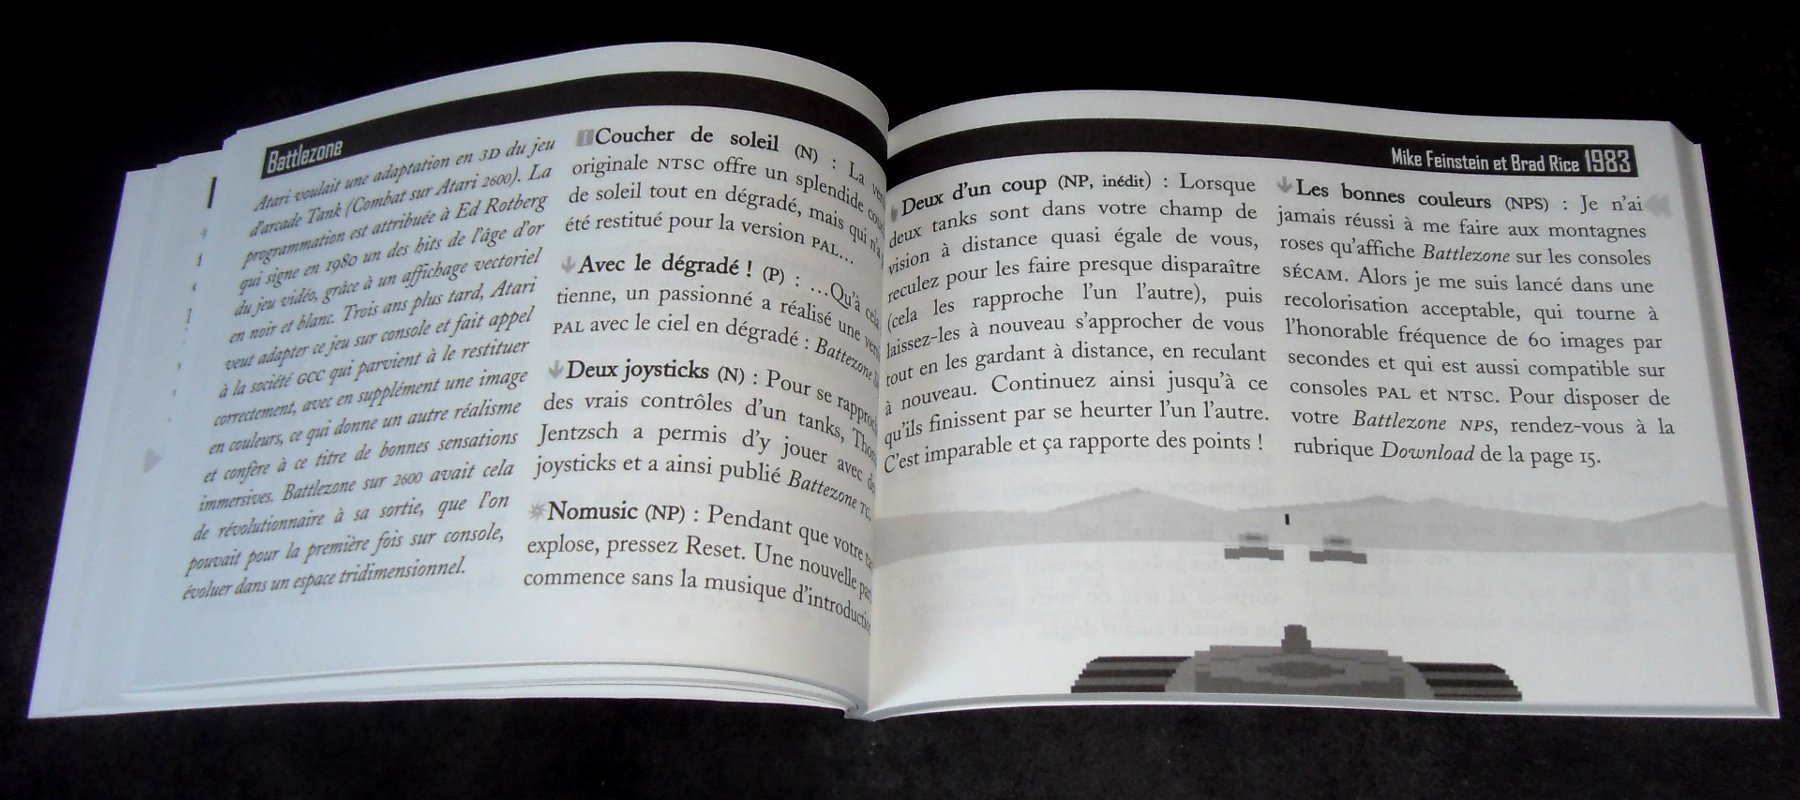 Battlezone
Atari voulait une adaptation en 3D du jeu
d'arcade Tank (Combat sur Atari 2600). La
programmation est attribuée à Ed Rotberg
qui signe en 1980 un des hits de l'âge d'or
du jeu vidéo, grâce à un affichage vectoriel
en noir et blanc. Trois ans plus tard, Atari
veut adapter ce jeu sur console et fait appel
à la société GCC qui parvient à le restituer
correctement, avec en supplément une image
en couleurs, ce qui donne un autre réalisme
et confère à ce titre de bonnes sensations
immersives. Battlezone sur 2600 avait cela
de révolutionnaire à sa sortie, que l'on
pouvait pour la première fois sur console,
évoluer dans un espace tridimensionnel.
Coucher de soleil (N) : La
originale NTSC offre un splendide
de soleil tout en dégradé, mais qui n'a
été restitué pour la version PAL…
Avec le dégradé ! (P) : …Qu'à cela
tienne, un passionné a réalisé une
PAL avec le ciel en dégradé : Battezone
Deux joysticks (N) : Pour se
des vrais contrôles d'un tanks,
Jentzsch a permis d'y jouer avec
joysticks et a ainsi publié Battezone TC.
Nomusic (NP) : Pendant que votre
explose, pressez Reset. Une nouvelle
commence sans la musique
Mike Feinstein et Brad Rice 1983
Deux d'un coup (NP, inédit) : Lorsque
deux tanks sont dans votre champ de
vision à distance quasi égale de vous,
reculez pour les faire presque disparaître
(cela les rapproche l'un l'autre), puis
laissez-les à nouveau s'approcher de vous
tout en les gardant à distance, en reculant
à nouveau. Continuez ainsi jusqu'à ce
qu'ils finissent par se heurter l'un l'autre.
C'est imparable et ça rapporte des points !
Les bonnes couleurs (NPS) : Je n'ai
jamais réussi à me faire aux montagnes
roses qu'affiche Battlezone sur les consoles
SÉCAM. Alors je me suis lancé dans une
recolorisation acceptable, qui tourne à
l'honorable fréquence de 60 images par
secondes et qui est aussi compatible sur
consoles PAL et NTSC. Pour disposer de
votre Battlezone NPS, rendez-vous à la
rubrique Download de la page 15.